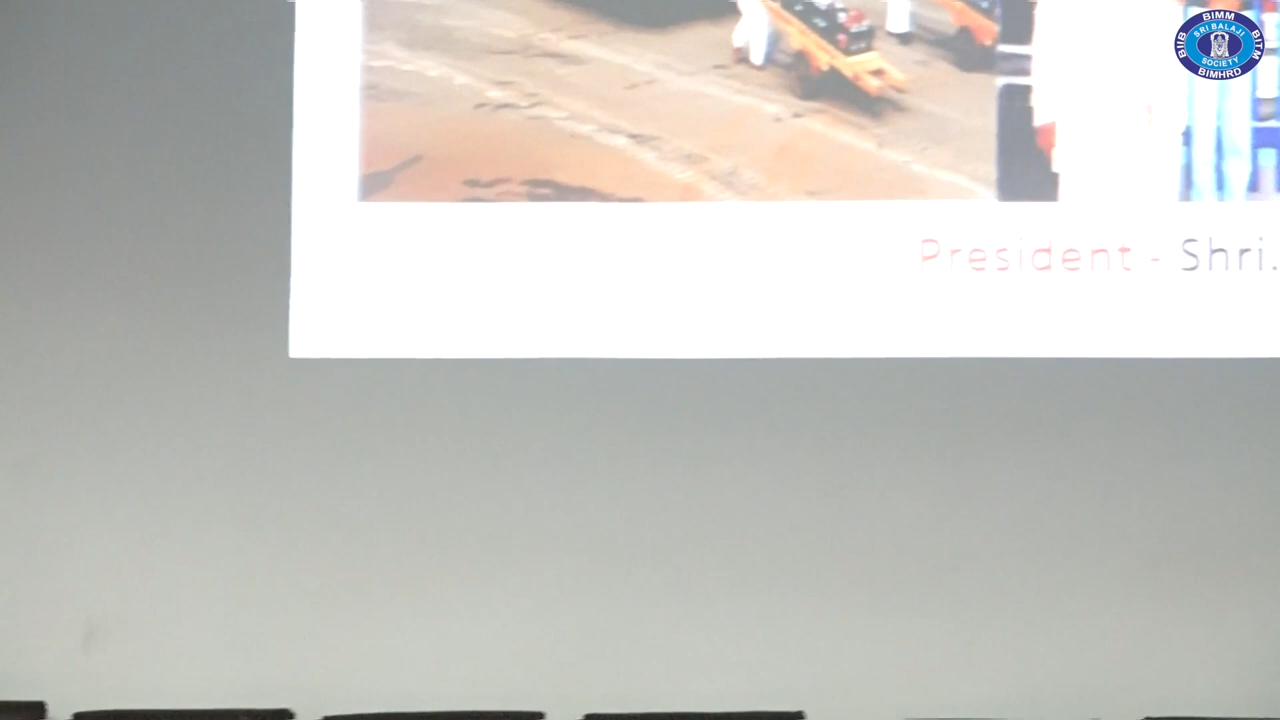 BIMM
BIIB
SRI BALAJI
BITM
SOCIETY
BIMHRD
President - Shri.